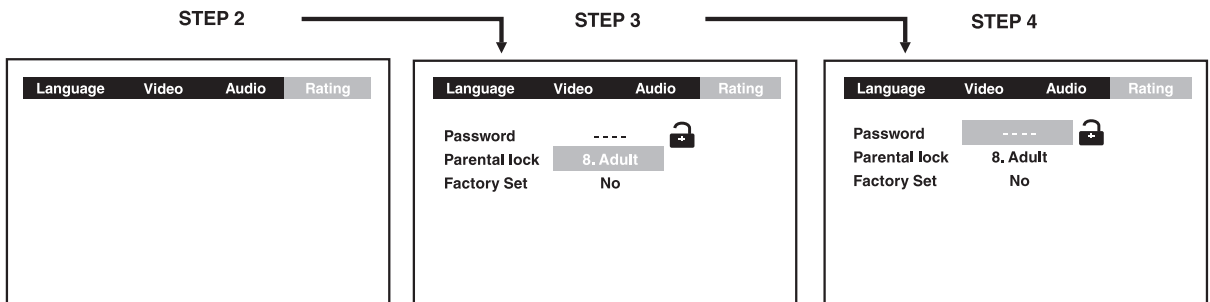 STEP 2
STEP 3
STEP 4
Language Video Audio Rating
Language Video Audio Rating
Password - - - -
Parental lock 8. Adult
Factory Set No
Language Video Audio Rating
Password - - - -
Parental lock 8. Adult
Factory Set No